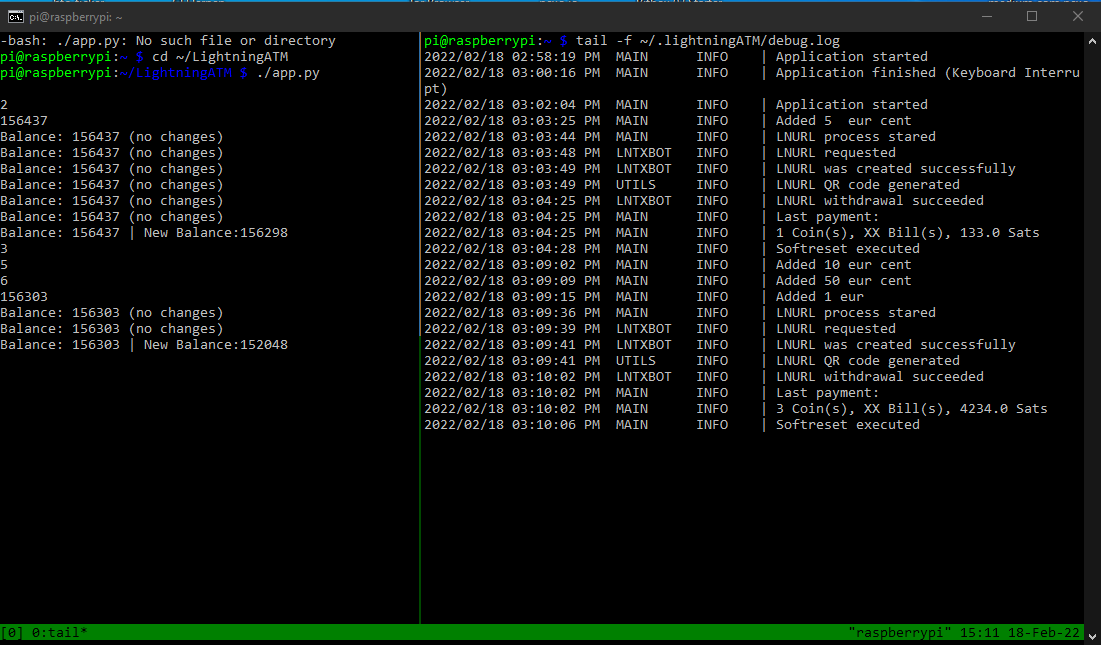 pi@raspberrypi: ~
-bash: ./app.py: No such file or directory
pi@raspberrypi:~ $ cd ~/LightningATM
pi@raspberrypi:~/LightningATM $ ./app.py
2
156437
Balance: 156437 (no changes)
Balance: 156437 (no changes)
Balance: 156437 (no changes)
Balance: 156437 (no changes)
Balance: 156437 (no changes)
Balance: 156437 (no changes)
Balance: 156437 | New Balance:156298
3
5
6
156303
Balance: 156303 (no changes)
Balance: 156303 (no changes)
Balance: 156303 | New Balance:152048
pi@raspberrypi:~ $ tail -f ~/.lightningATM/debug.log
2022/02/18 02:58:19 PM MAIN INFO | Application started
2022/02/18 03:00:16 PM MAIN INFO | Application finished (Keyboard Interru
pt)
2022/02/18 03:02:04 PM MAIN INFO | Application started
2022/02/18 03:03:25 PM MAIN INFO | Added 5 eur cent
2022/02/18 03:03:44 PM MAIN INFO | LNURL process stared
2022/02/18 03:03:48 PM LNTXBOT INFO | LNURL requested
2022/02/18 03:03:49 PM LNTXBOT INFO | LNURL was created successfully
2022/02/18 03:03:49 PM UTILS INFO | LNURL QR code generated
2022/02/18 03:04:25 PM LNTXBOT INFO | LNURL withdrawal succeeded
2022/02/18 03:04:25 PM MAIN INFO | Last payment:
2022/02/18 03:04:25 PM MAIN INFO | 1 Coin(s), XX Bill(s), 133.0 Sats
2022/02/18 03:04:28 PM MAIN INFO | Softreset executed
2022/02/18 03:09:02 PM MAIN INFO | Added 10 eur cent
2022/02/18 03:09:09 PM MAIN INFO | Added 50 eur cent
2022/02/18 03:09:15 PM MAIN INFO | Added 1 eur
2022/02/18 03:09:36 PM MAIN INFO | LNURL process stared
2022/02/18 03:09:39 PM LNTXBOT INFO | LNURL requested
2022/02/18 03:09:41 PM LNTXBOT INFO | LNURL was created successfully
2022/02/18 03:09:41 PM UTILS INFO | LNURL QR code generated
2022/02/18 03:10:02 PM LNTXBOT INFO | LNURL withdrawal succeeded
2022/02/18 03:10:02 PM MAIN INFO | Last payment:
2022/02/18 03:10:02 PM MAIN INFO | 3 Coin(s), XX Bill(s), 4234.0 Sats
2022/02/18 03:10:06 PM MAIN INFO | Softreset executed
[0] 0:tail*
"raspberrypi" 15:11 18-Feb-22